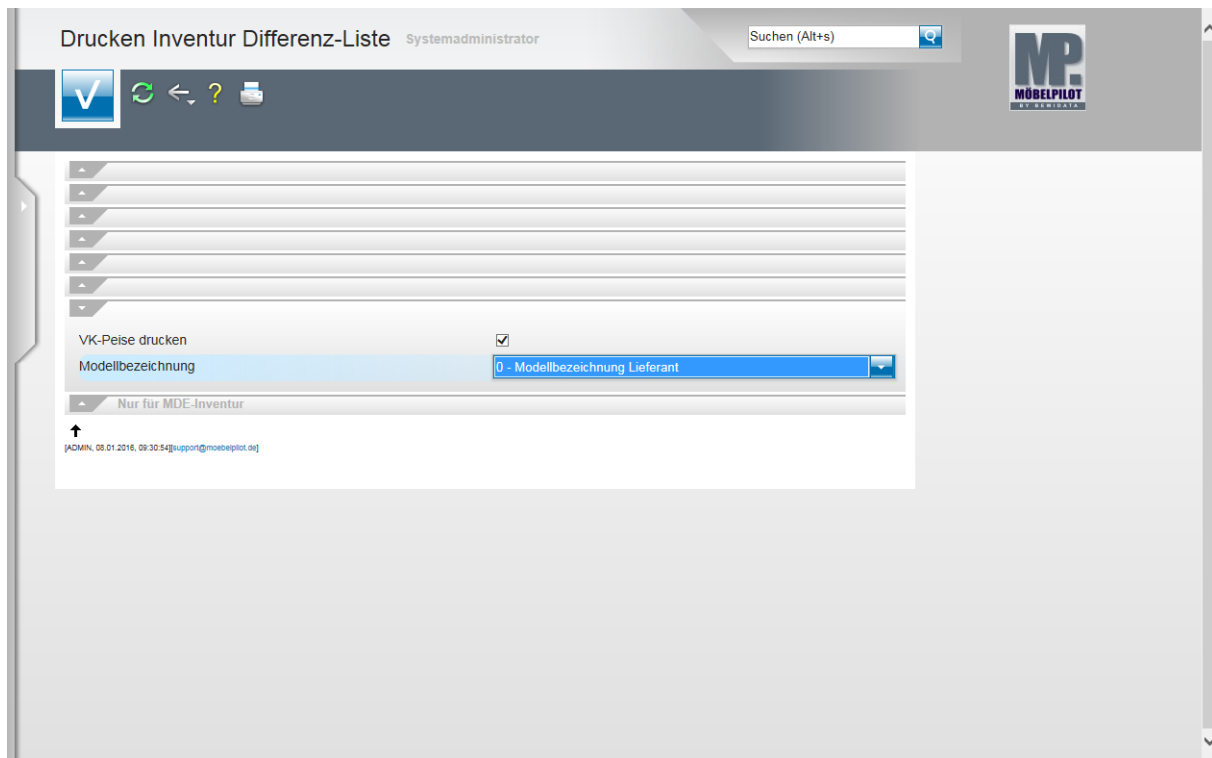 Drucken Inventur Differenz-Liste Systemadministrator
Suchen (Alt+s)
MP.
MÖBELPILOT
BY BEWIDATA
?
VK-Peise drucken
Modellbezeichnung
0 - Modellbezeichnung Lieferant
Nur für MDE-Inventur
[ADMIN, 08.01.2016, 09:30:54][support@moebelpilot.de]